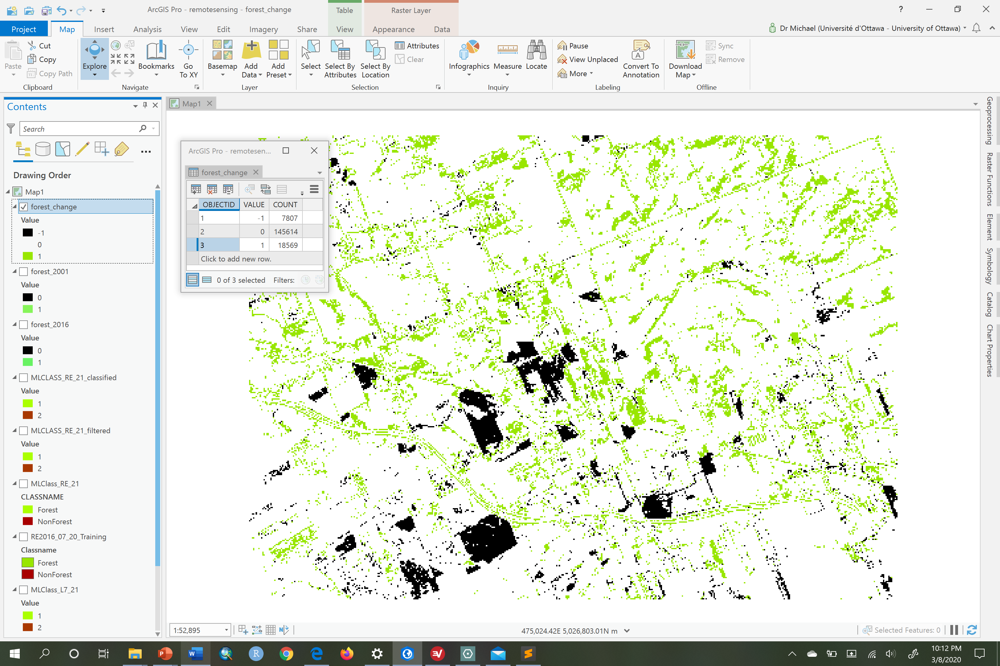 ArcGIS Pro - remotesensing - forest_change
Table
Raster Layer
?
Project
Map
Insert
Analysis
View
Edit
Imagery
Share
View
Appearance
Data
Dr Michael (Université d'Ottawa - University of Ottawa)
Paste
Cut
Copy
Copy Path
Clipboard
Explore
Bookmarks
Go
To XY
Navigate
Basemap
Add
Data
Add
Preset
Layer
Select
Select By
Attributes
Select By
Location
Attributes
Clear
Selection
Infographics
Measure
Locate
Inquiry
Pause
View Unplaced
More
Convert To
Annotation
Labeling
Download
Map
Sync
Remove
Offline
Contents
Search
Drawing Order
Map1
forest_change
Value
-1
0
1
forest_2001
Value
0
1
forest_2016
Value
0
1
MLCLASS_RE_21_classified
Value
1
2
MLCLASS_RE_21_filtered
Value
1
2
MLClass_RE_21
CLASSNAME
Forest
NonForest
RE2016_07_20_Training
Classname
Forest
NonForest
MLClass_L7_21
Value
1
2
Map1
ArcGIS Pro - remotesen...
forest_change
OBJECTID VALUE COUNT
1 -1 7807
2 0 145614
3 1 18569
Click to add new row.
0 of 3 selected Filters:
Geoprocessing
Raster Functions
Element
Symbology
Catalog
Chart Properties
1:52,895
475,024.42E 5,026,803.01N m
Selected Features: 0
10:12 PM
3/8/2020